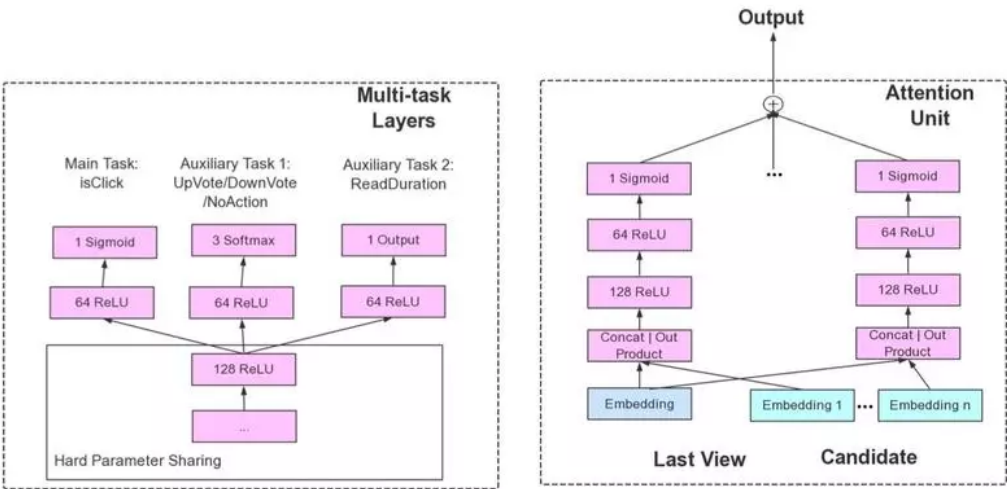 Multi-task
Layers
Main Task:
isClick
Auxiliary Task 1:
UpVote/DownVote
/NoAction
Auxiliary Task 2:
ReadDuration
1 Sigmoid
3 Softmax
1 Output
64 ReLU
64 ReLU
64 ReLU
128 ReLU
...
Hard Parameter Sharing
Output
Attention
Unit
1 Sigmoid
...
1 Sigmoid
64 ReLU
64 ReLU
128 ReLU
128 ReLU
Concat | Out
Product
Concat | Out
Product
Embedding
Embedding 1
...
Embedding n
Last View
Candidate